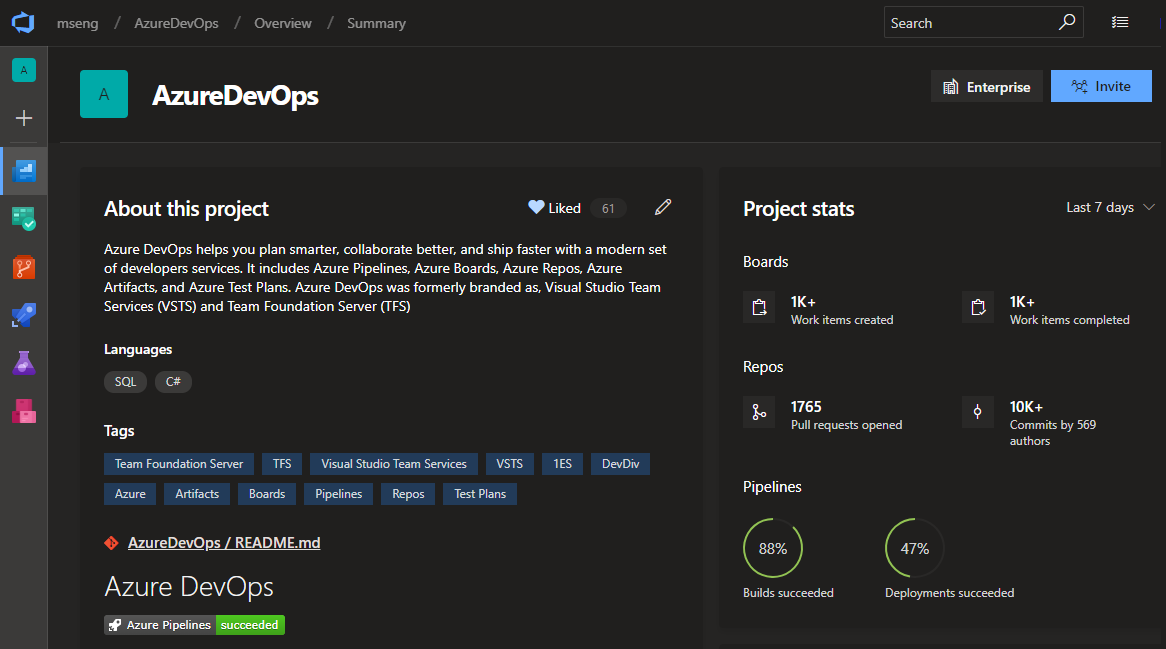 mseng / AzureDevOps / Overview / Summary
Search
A
A
AzureDevOps
Enterprise
Invite
About this project
Liked 61
Azure DevOps helps you plan smarter, collaborate better, and ship faster with a modern set
of developers services. It includes Azure Pipelines, Azure Boards, Azure Repos, Azure
Artifacts, and Azure Test Plans. Azure DevOps was formerly branded as, Visual Studio Team
Services (VSTS) and Team Foundation Server (TFS)
Languages
SQL C#
Tags
Team Foundation Server TFS Visual Studio Team Services VSTS 1ES DevDiv
Azure Artifacts Boards Pipelines Repos Test Plans
AzureDevOps / README.md
Azure DevOps
Azure Pipelines succeeded
Project stats
Last 7 days
Boards
1K+
Work items created
1K+
Work items completed
Repos
1765
Pull requests opened
10K+
Commits by 569
authors
Pipelines
88%
Builds succeeded
47%
Deployments succeeded